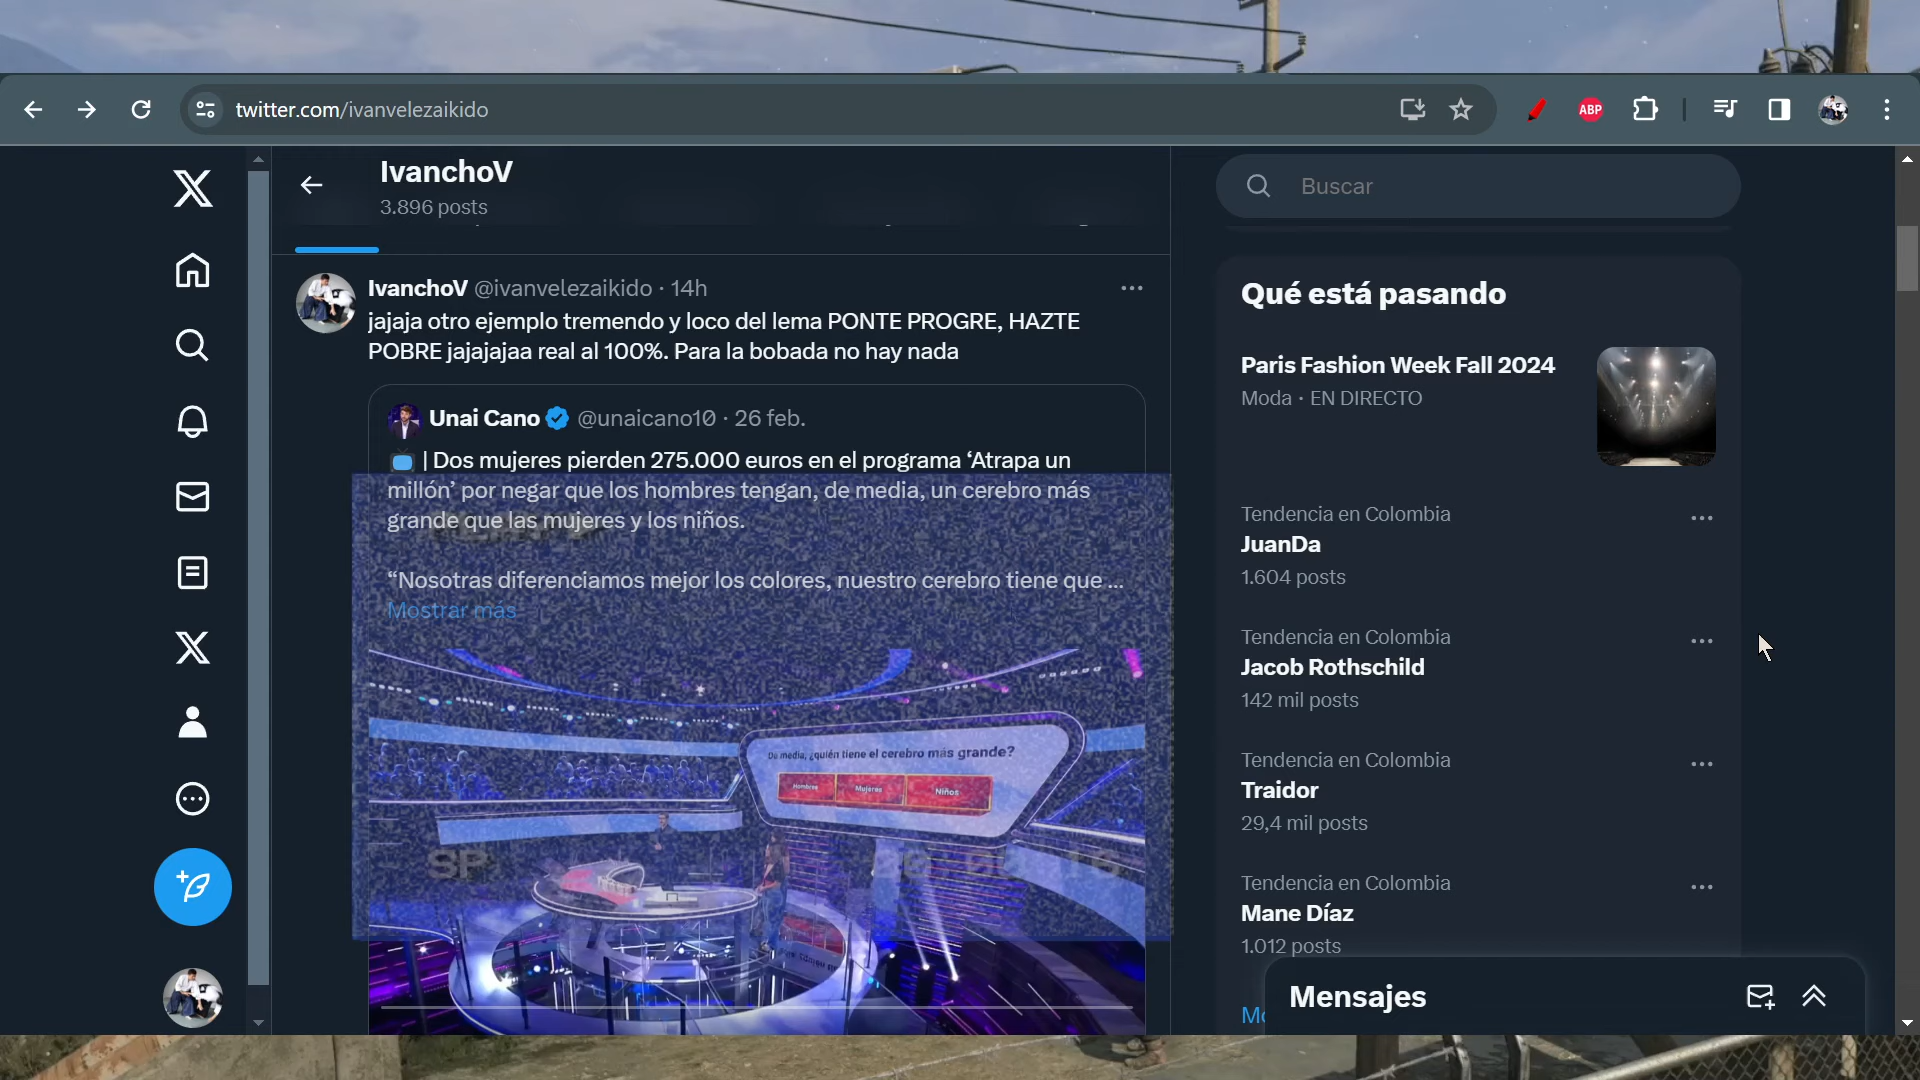 twitter.com/ivanvelezaikido
ABP
IvanchoV
3.896 posts
Buscar
IvanchoV @ivanvelezaikido · 14h
jajaja otro ejemplo tremendo y loco del lema PONTE PROGRE, HAZTE
POBRE jajajajaa real al 100%. Para la bobada no hay nada
Unai Cano @unaicano10 · 26 feb.
| Dos mujeres pierden 275.000 euros en el programa ‘Atrapa un
millón’ por negar que los hombres tengan, de media, un cerebro más
grande que las mujeres y los niños.
“Nosotras diferenciamos mejor los colores, nuestro cerebro tiene que ...
Mostrar más
De media, ¿quién tiene el cerebro más grande?
Hombres Mujeres Niños
SP
Qué está pasando
Paris Fashion Week Fall 2024
Moda · EN DIRECTO
Tendencia en Colombia
JuanDa
1.604 posts
Tendencia en Colombia
Jacob Rothschild
142 mil posts
Tendencia en Colombia
Traidor
29,4 mil posts
Tendencia en Colombia
Mane Díaz
1.012 posts
Mensajes